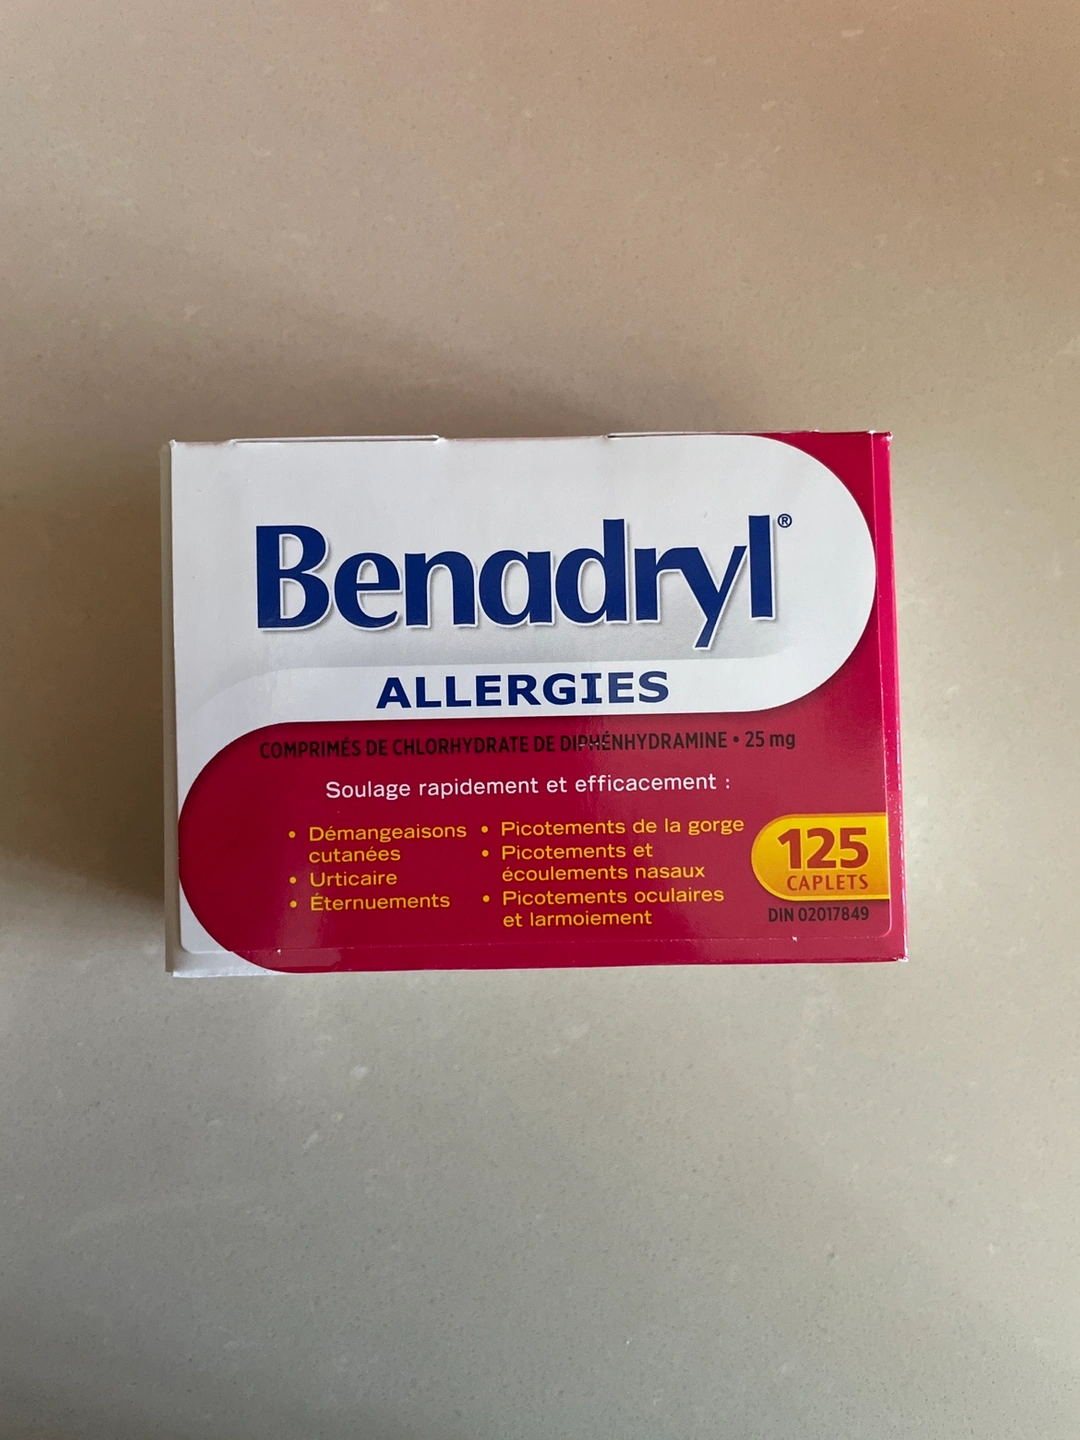 Benadryl®
ALLERGIES
COMPRIMÉS DE CHLORHYDRATE DE DIPHÉNHYDRAMINE • 25 mg
Soulage rapidement et efficacement :
• Démangeaisons
cutanées
• Urticaire
• Éternuements
• Picotements de la gorge
• Picotements et
écoulements nasaux
• Picotements oculaires
et larmoiement
125
CAPLETS
DIN 02017849